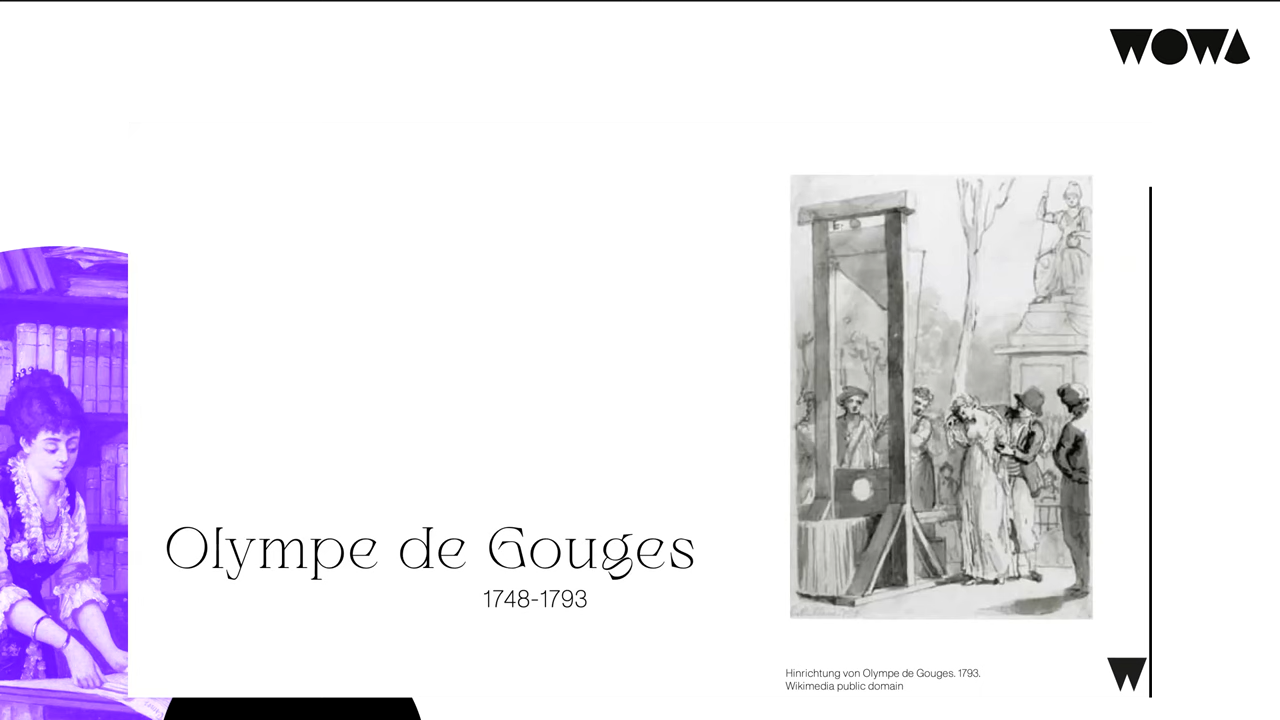 WOWA
Olympe de Gouges
1748-1793
Hinrichtung von Olympe de Gouges. 1793.
Wikimedia public domain
W